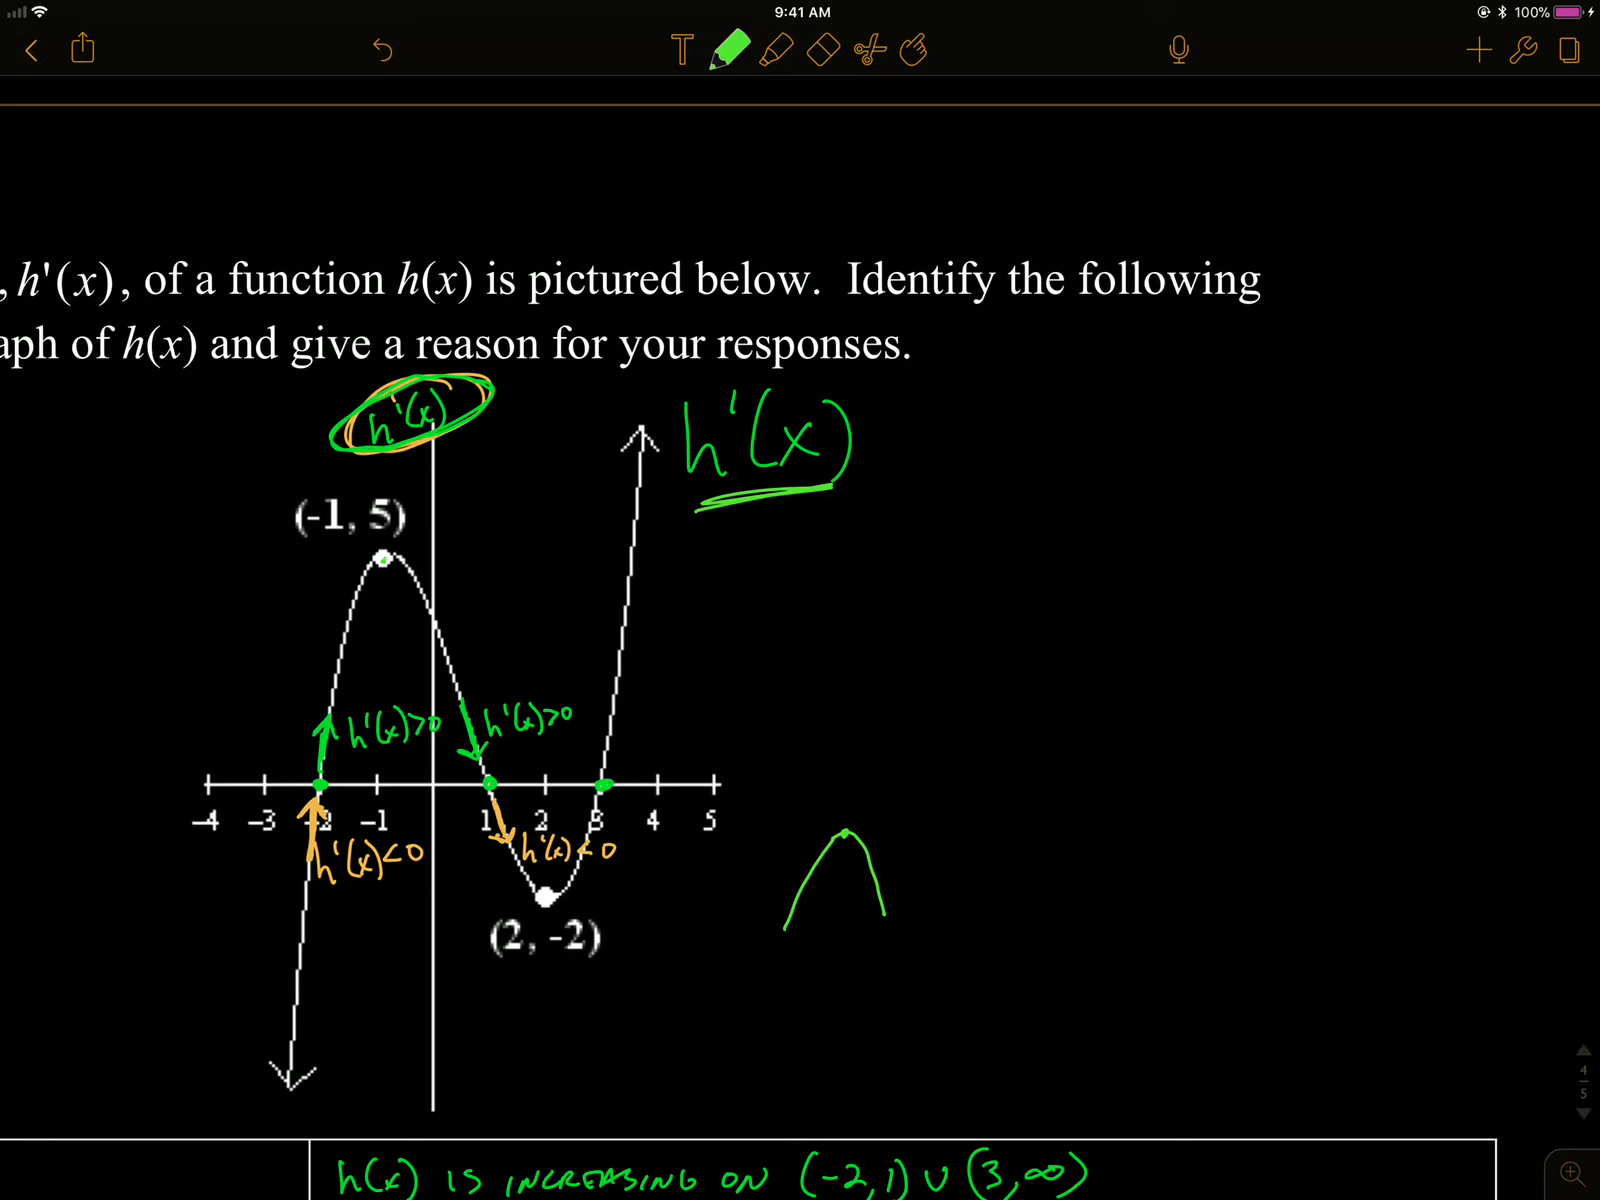 9:41 AM
100%
, h'(x), of a function h(x) is pictured below. Identify the following
aph of h(x) and give a reason for your responses.
h'(x)
h'(x)
(-1, 5)
h'(x)>0
h'(x)>0
-4 -3 -2 -1 1 2 3 4 5
h'(x)<0
h'(x)<0
(2, -2)
4
5
h(x) IS INCREASING ON (-2,1) ∪ (3,∞)